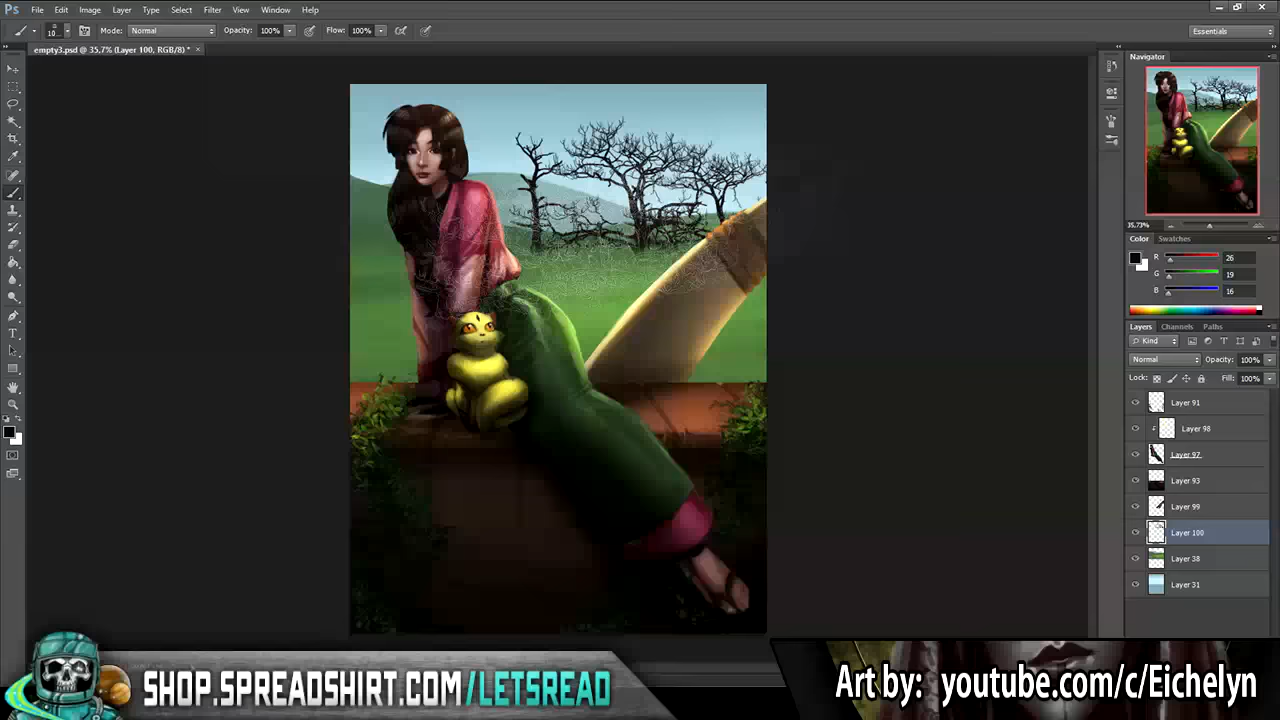 Ps File Edit Image Layer Type Select Filter View Window Help
10... Mode: Normal Opacity: 100% Flow: 100% Essentials
empty3.psd @ 35,7% (Layer 100, RGB/8) * ×
Navigator
35,73%
Color Swatches
R 26
G 19
B 16
Layers Channels Paths
Kind
Normal Opacity: 100%
Lock: Fill: 100%
Layer 91
Layer 98
Layer 97
Layer 93
Layer 99
Layer 100
Layer 38
Layer 31
SHOP.SPREADSHIRT.COM/LETSREAD
Art by: youtube.com/c/Eichelyn